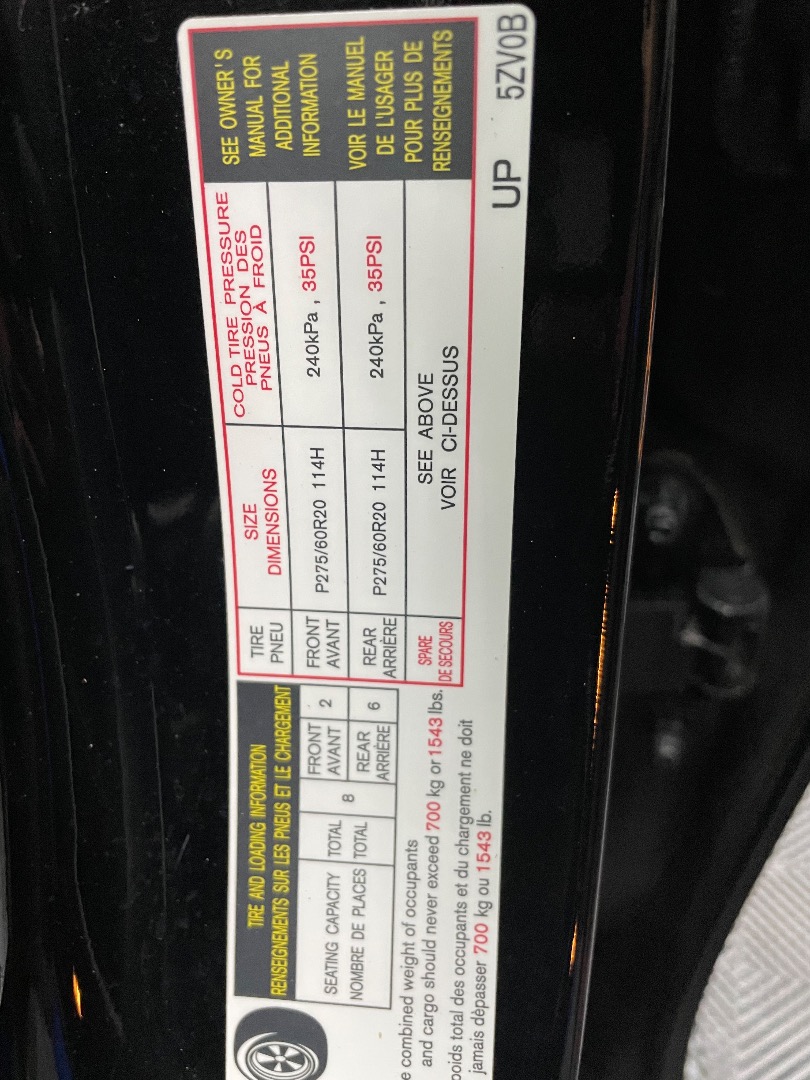 TIRE AND LOADING INFORMATION
RENSEIGNEMENTS SUR LES PNEUS ET LE CHARGEMENT
SEATING CAPACITY TOTAL 8 FRONT 2
NOMBRE DE PLACES TOTAL AVANT
REAR 6
ARRIÈRE
combined weight of occupants
and cargo should never exceed 700 kg or 1543 lbs.
poids total des occupants et du chargement ne doit
jamais dépasser 700 kg ou 1543 lb.
TIRE
PNEU
SIZE
DIMENSIONS
COLD TIRE PRESSURE
PRESSION DES
PNEUS À FROID
SEE OWNER'S
MANUAL FOR
ADDITIONAL
INFORMATION
VOIR LE MANUEL
DE L'USAGER
POUR PLUS DE
RENSEIGNEMENTS
FRONT
AVANT
P275/60R20 114H
240kPa , 35PSI
REAR
ARRIÈRE
P275/60R20 114H
240kPa , 35PSI
SPARE
DE SECOURS
SEE ABOVE
VOIR CI-DESSUS
UP 5ZV0B